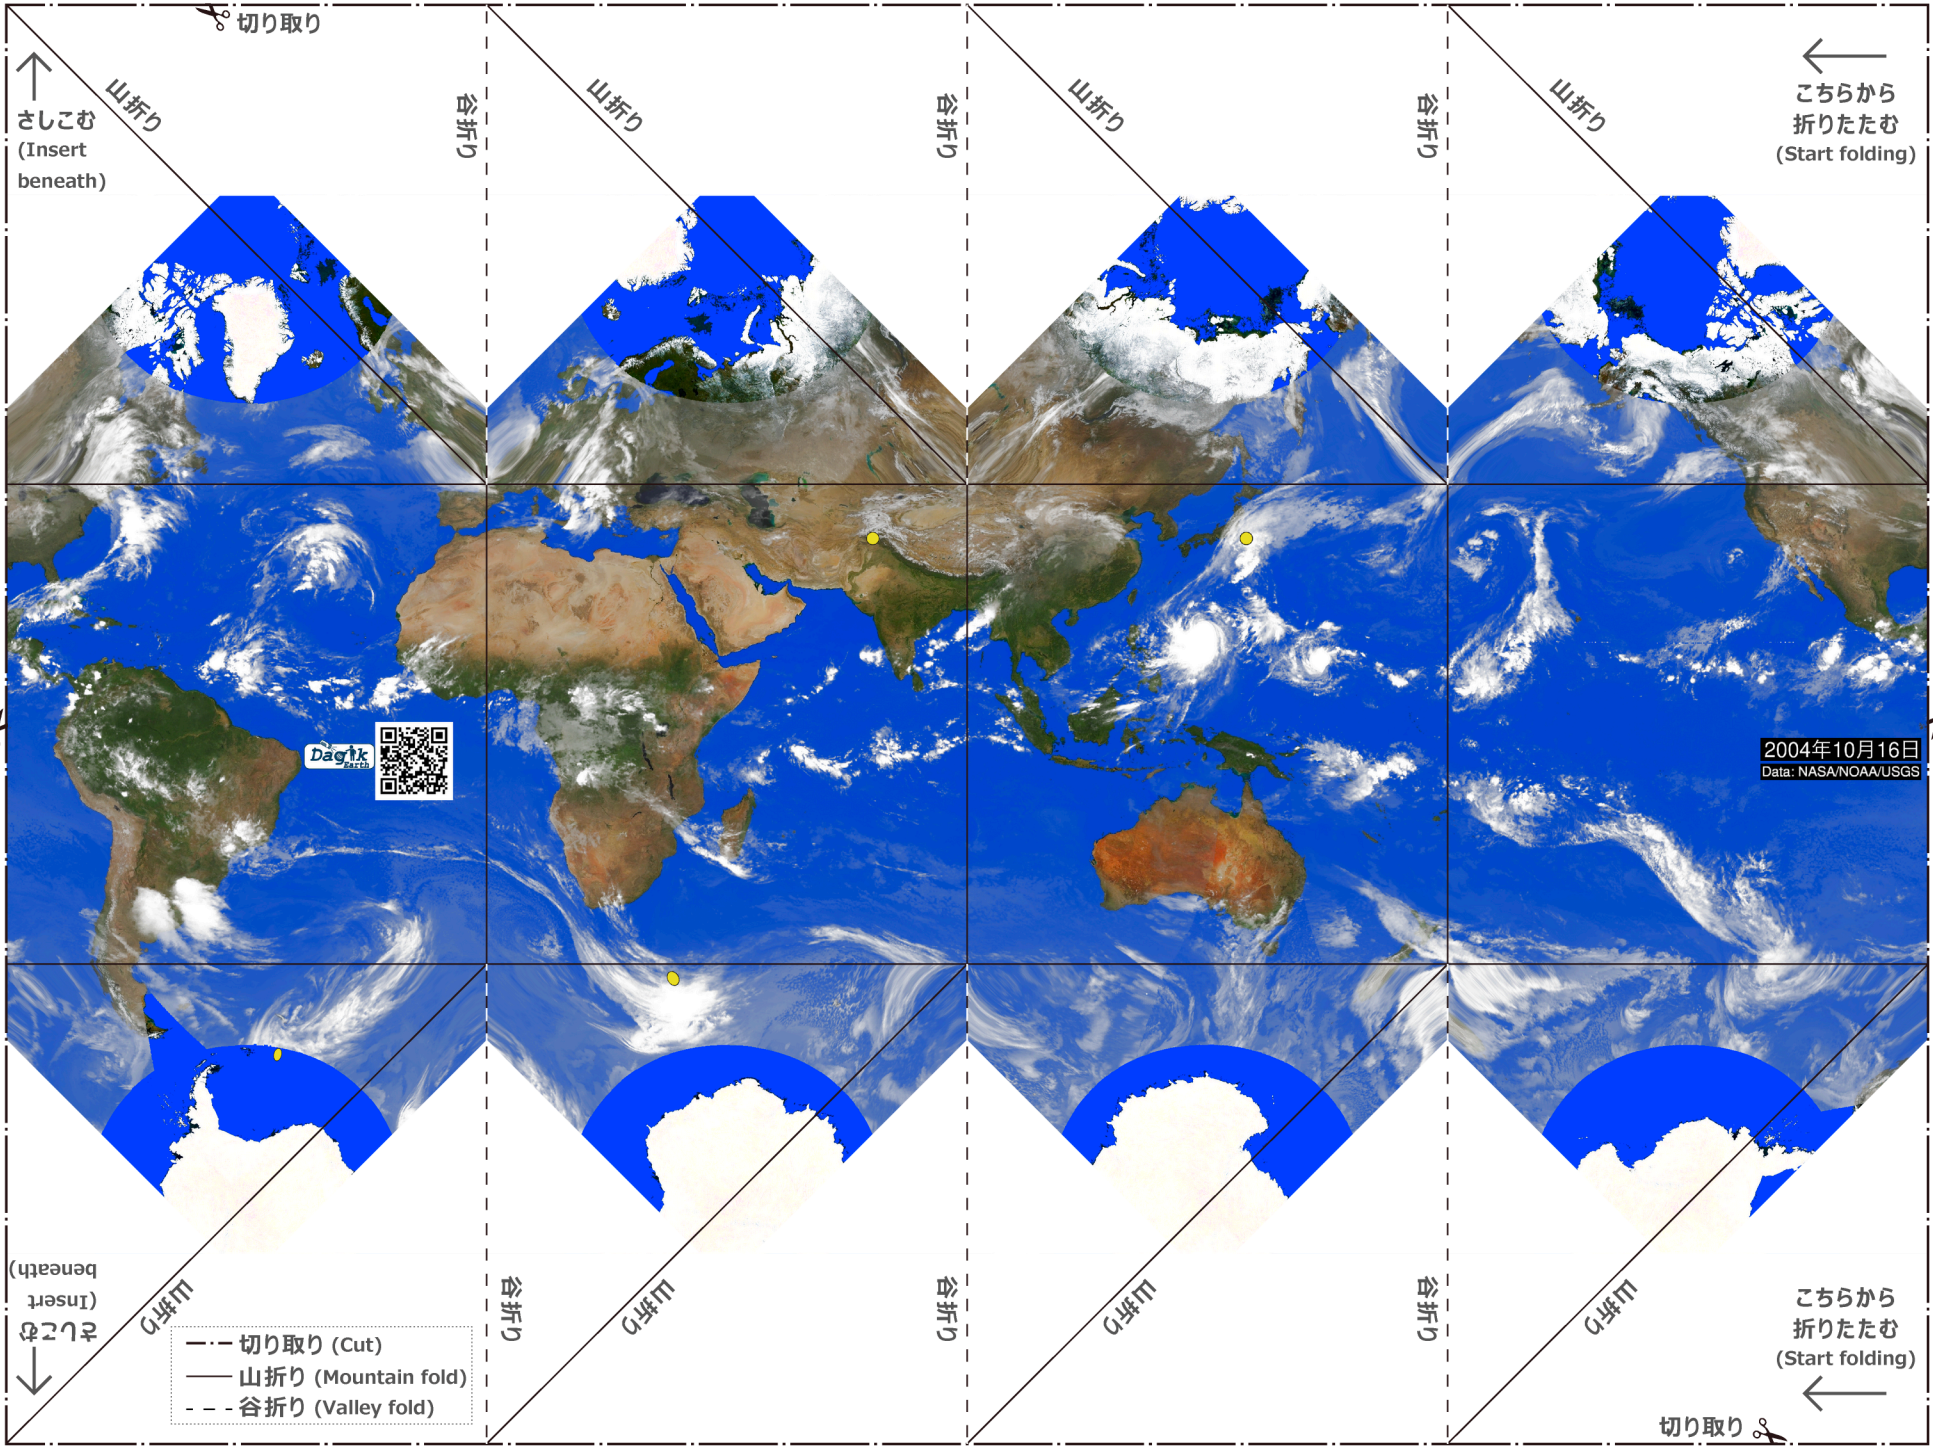 切り取り
山折り
谷折り
山折り
谷折り
山折り
谷折り
山折り
さしこむ
(Insert
beneath)
こちらから
折りたたむ
(Start folding)
Dagik
Earth
2004年10月16日
Data: NASA/NOAA/USGS
さしこむ
(Insert
beneath)
山折り
谷折り
山折り
谷折り
山折り
谷折り
山折り
切り取り (Cut)
山折り (Mountain fold)
谷折り (Valley fold)
こちらから
折りたたむ
(Start folding)
切り取り